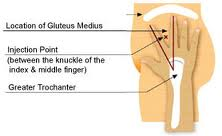 Location of Gluteus Medius
Injection Point
(between the knuckle of the
index & middle finger)
Greater Trochanter